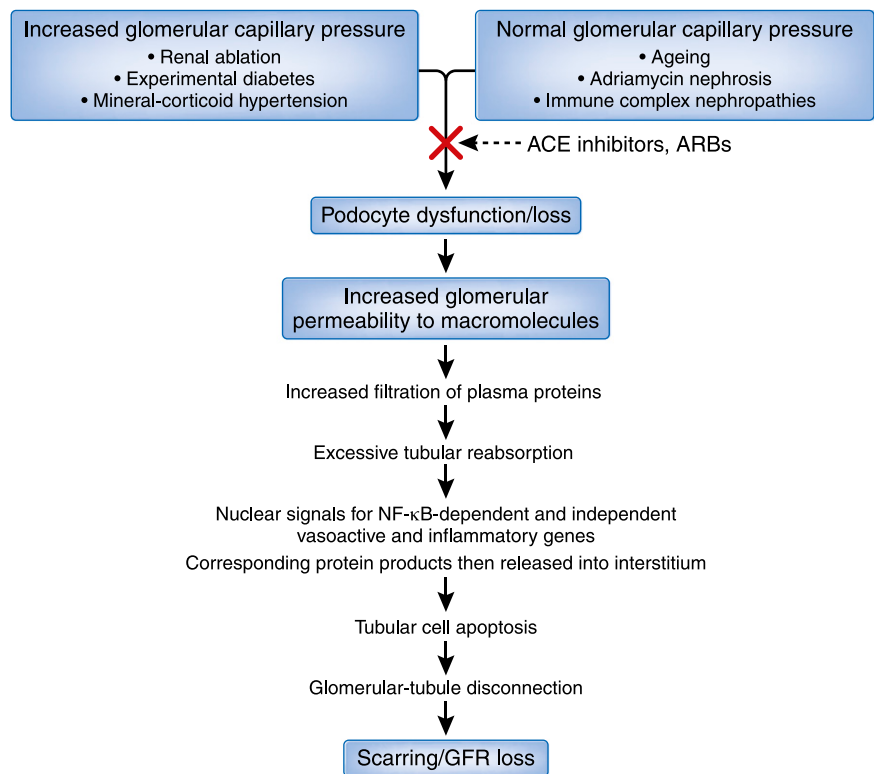 Increased glomerular capillary pressure
• Renal ablation
• Experimental diabetes
• Mineral-corticoid hypertension
Normal glomerular capillary pressure
• Ageing
• Adriamycin nephrosis
• Immune complex nephropathies
ACE inhibitors, ARBs
Podocyte dysfunction/loss
Increased glomerular
permeability to macromolecules
Increased filtration of plasma proteins
Excessive tubular reabsorption
Nuclear signals for NF-κB-dependent and independent
vasoactive and inflammatory genes
Corresponding protein products then released into interstitium
Tubular cell apoptosis
Glomerular-tubule disconnection
Scarring/GFR loss